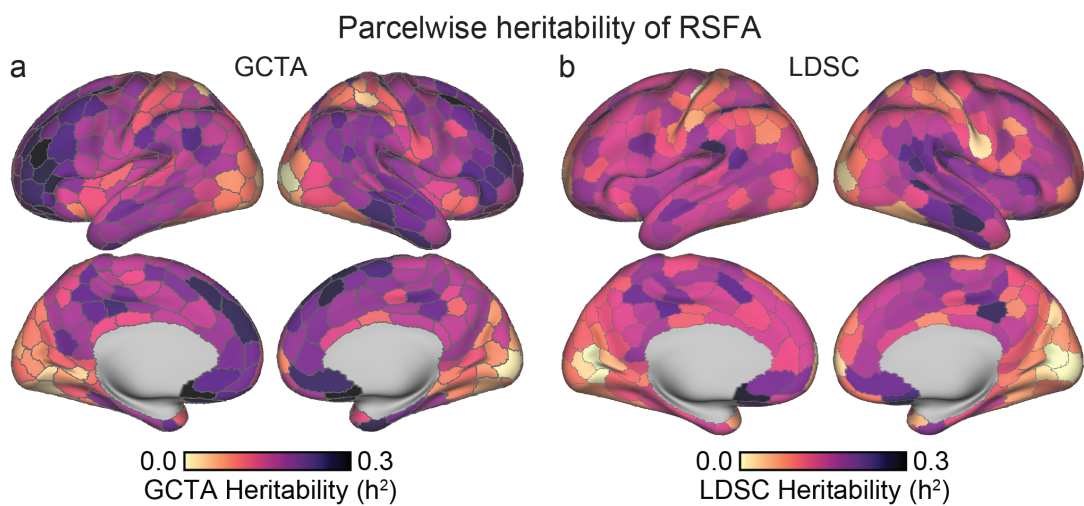 Parcelwise heritability of RSFA
a GCTA b LDSC
0.0 0.3 0.0 0.3
GCTA Heritability (h²) LDSC Heritability (h²)